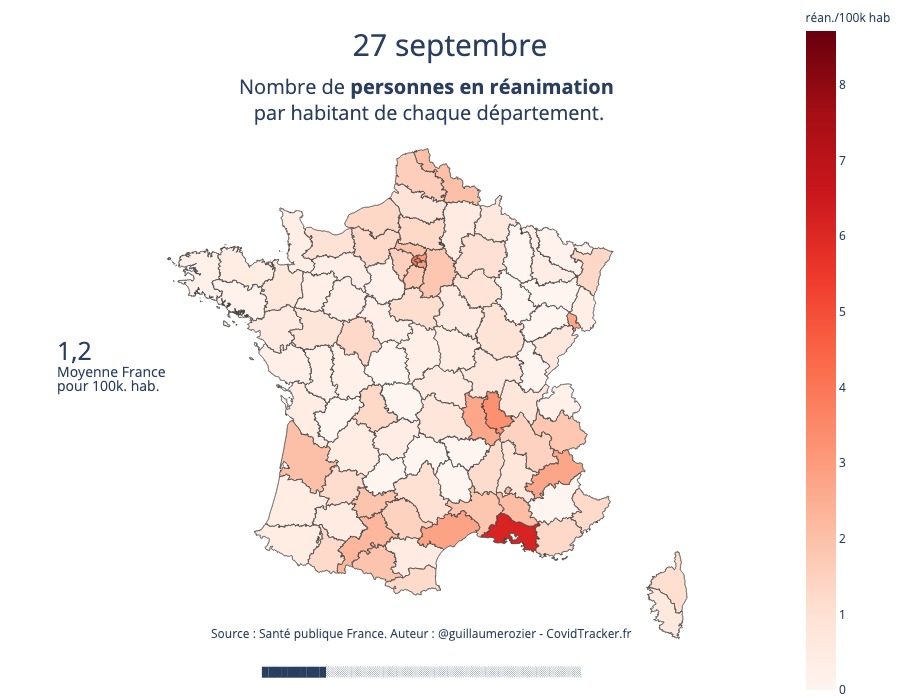 réan./100k hab
27 septembre
Nombre de personnes en réanimation
par habitant de chaque département.
8
7
6
5
4
3
2
1
0
1,2
Moyenne France
pour 100k. hab.
Source : Santé publique France. Auteur : @guillaumerozier - CovidTracker.fr